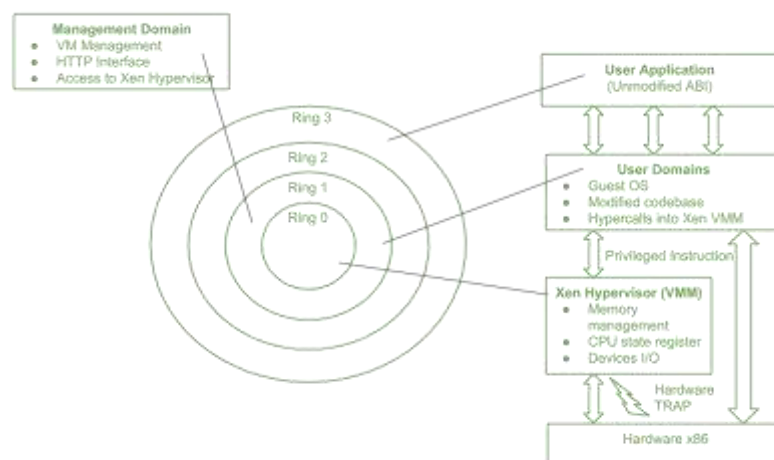 Management Domain
● VM Management
● HTTP Interface
● Access to Xen Hypervisor
Ring 3
Ring 2
Ring 1
Ring 0
User Application
(Unmodified ABI)
User Domains
● Guest OS
● Modified codebase
● Hypercalls into Xen VMM
Privileged Instruction
Xen Hypervisor (VMM)
● Memory
management
● CPU state register
● Devices I/O
Hardware
TRAP
Hardware x86